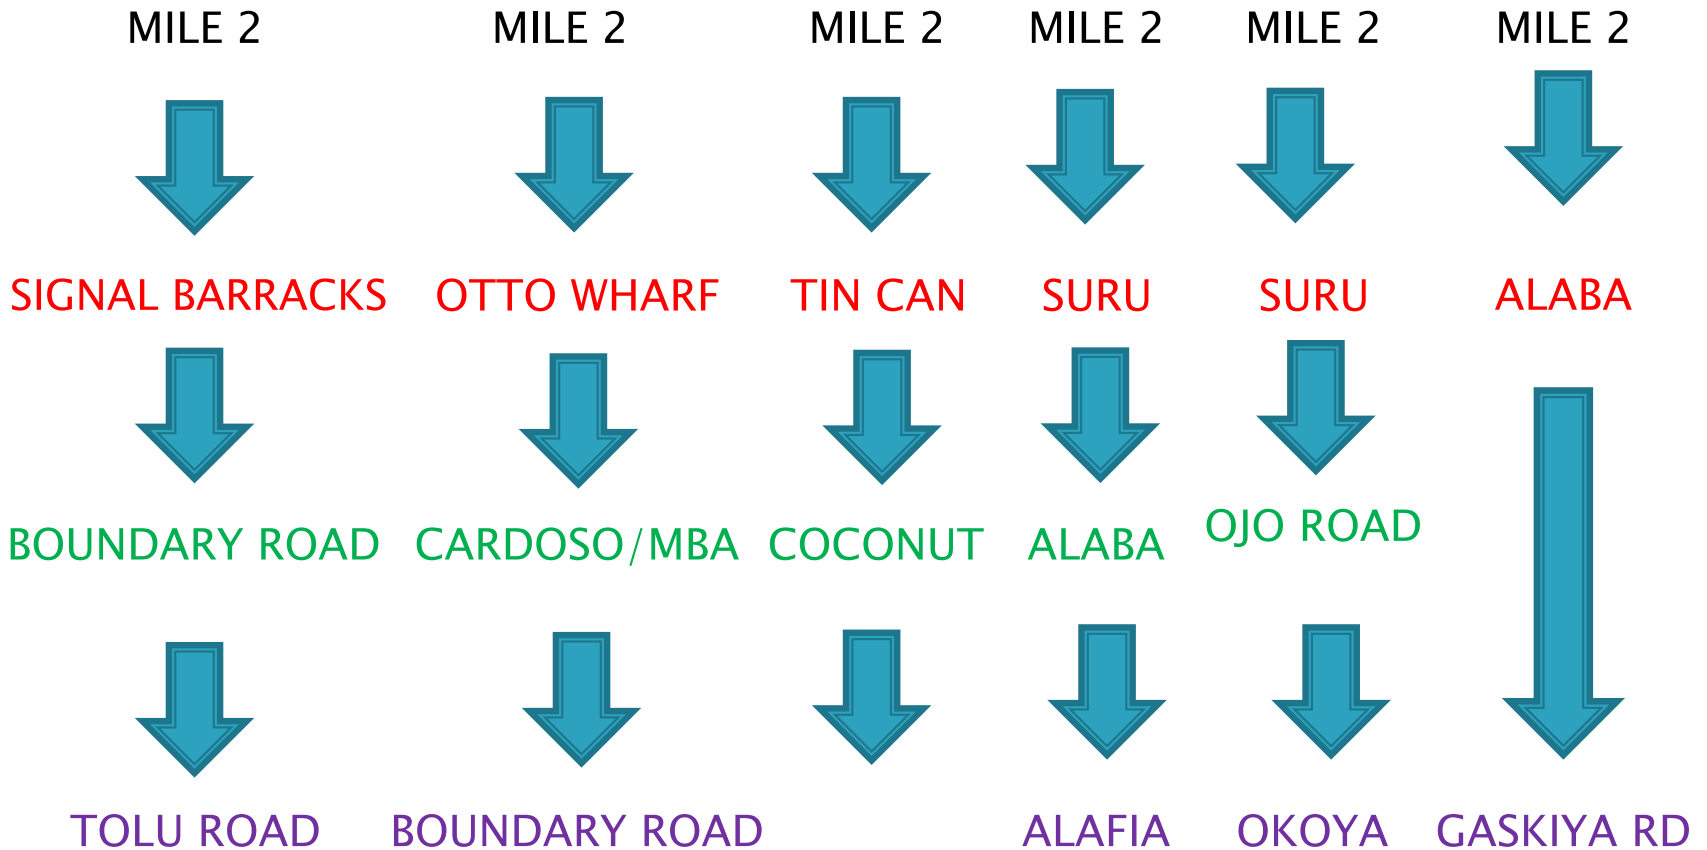 MILE 2 MILE 2 MILE 2 MILE 2 MILE 2 MILE 2
SIGNAL BARRACKS OTTO WHARF TIN CAN SURU SURU ALABA
BOUNDARY ROAD CARDOSO/MBA COCONUT ALABA OJO ROAD
TOLU ROAD BOUNDARY ROAD ALAFIA OKOYA GASKIYA RD